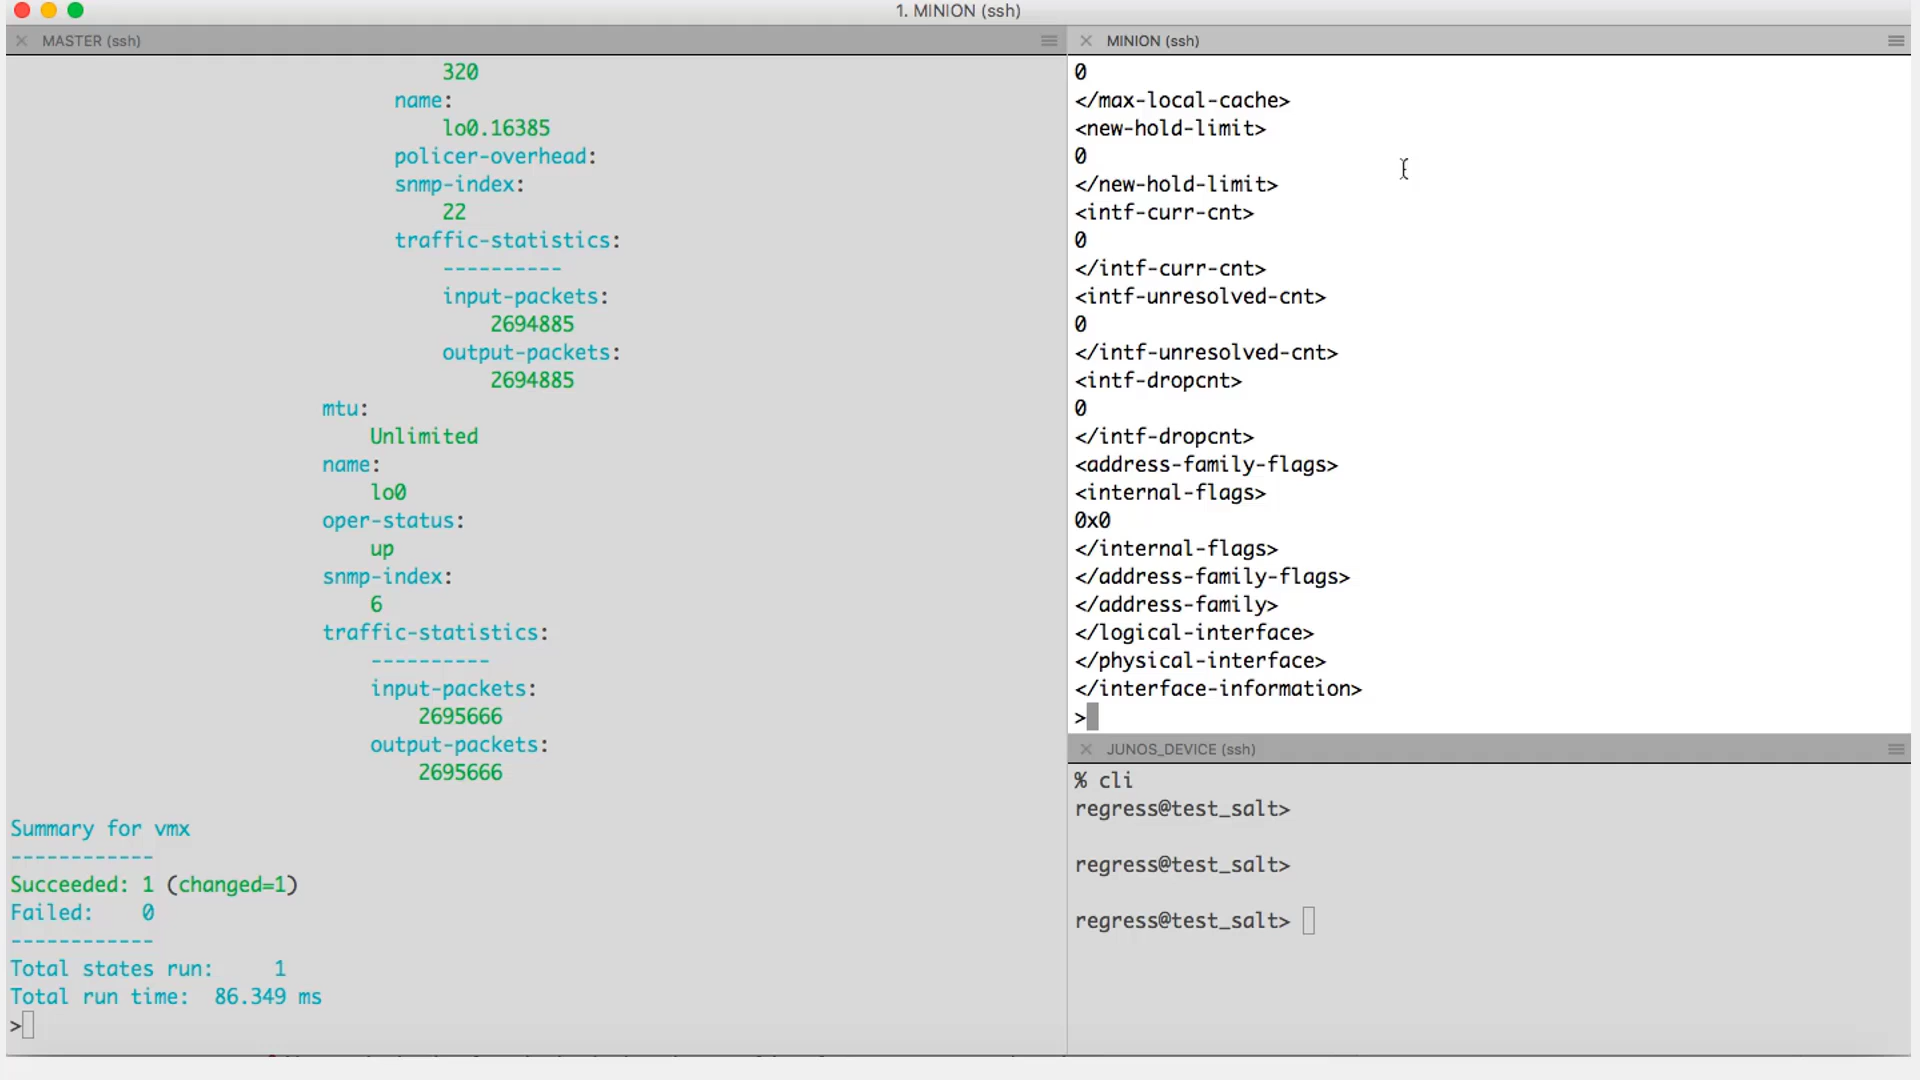 1. MINION (ssh)
MASTER (ssh)
320
name:
lo0.16385
policer-overhead:
snmp-index:
22
traffic-statistics:
----------
input-packets:
2694885
output-packets:
2694885
mtu:
Unlimited
name:
lo0
oper-status:
up
snmp-index:
6
traffic-statistics:
----------
input-packets:
2695666
output-packets:
2695666
Summary for vmx
------------
Succeeded: 1 (changed=1)
Failed:    0
------------
Total states run:     1
Total run time:  86.349 ms
>
MINION (ssh)
0
</max-local-cache>
<new-hold-limit>
0
</new-hold-limit>
<intf-curr-cnt>
0
</intf-curr-cnt>
<intf-unresolved-cnt>
0
</intf-unresolved-cnt>
<intf-dropcnt>
0
</intf-dropcnt>
<address-family-flags>
<internal-flags>
0x0
</internal-flags>
</address-family-flags>
</address-family>
</logical-interface>
</physical-interface>
</interface-information>
>
JUNOS_DEVICE (ssh)
% cli
regress@test_salt>
regress@test_salt>
regress@test_salt>